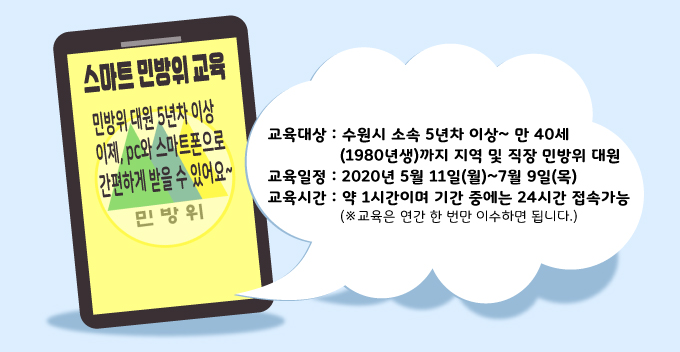 스마트 민방위 교육
민방위 대원 5년차 이상
이제, pc와 스마트폰으로
간편하게 받을 수 있어요~
민방위
교육대상 : 수원시 소속 5년차 이상~ 만 40세
(1980년생)까지 지역 및 직장 민방위 대원
교육일정 : 2020년 5월 11일(월)~7월 9일(목)
교육시간 : 약 1시간이며 기간 중에는 24시간 접속가능
(※교육은 연간 한 번만 이수하면 됩니다.)